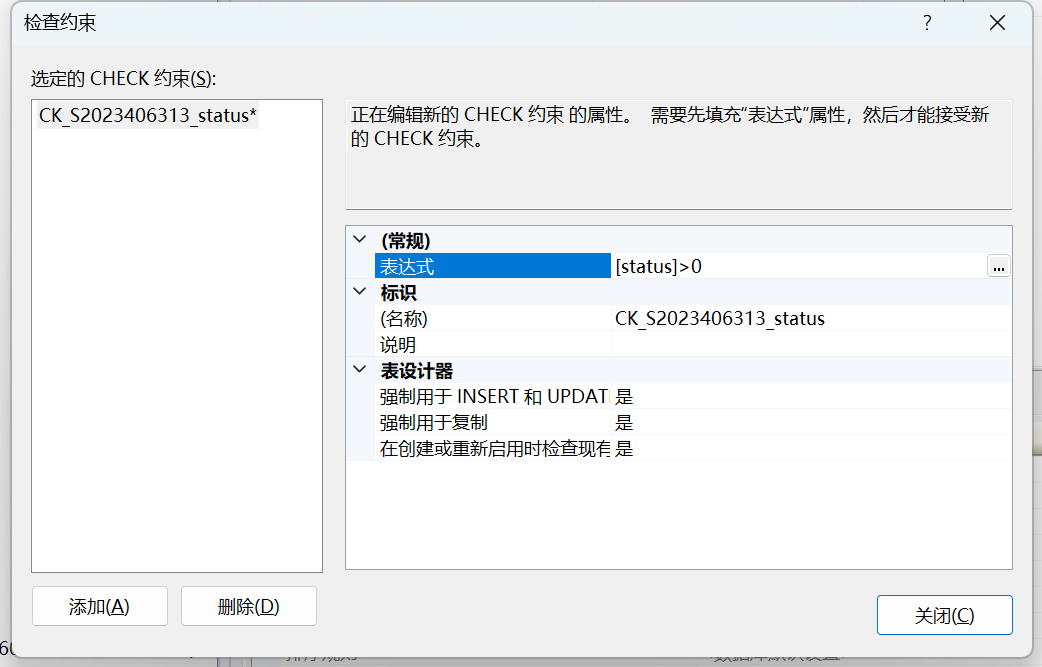 检查约束
?
选定的 CHECK 约束(S):
CK_S2023406313_status*
正在编辑新的 CHECK 约束 的属性。 需要先填充“表达式”属性，然后才能接受新
的 CHECK 约束。
(常规)
表达式 [status]>0 ...
标识
(名称) CK_S2023406313_status
说明
表设计器
强制用于 INSERT 和 UPDAT 是
强制用于复制 是
在创建或重新启用时检查现有 是
添加(A)
删除(D)
关闭(C)